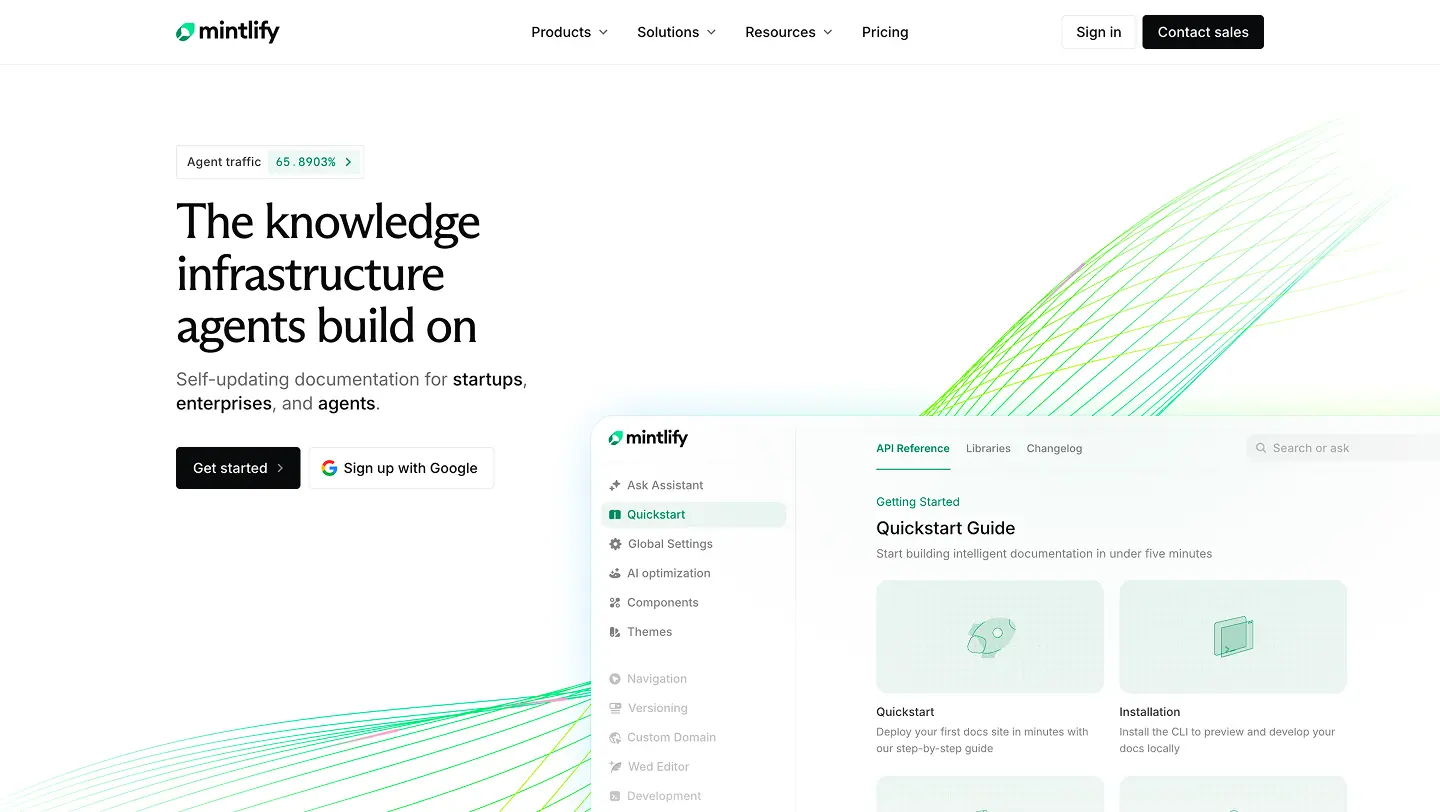 mintlify
Products
Solutions
Resources
Pricing
Sign in
Contact sales
Agent traffic 65.8903%
The knowledge
infrastructure
agents build on
Self-updating documentation for startups,
enterprises, and agents.
Get started
Sign up with Google
mintlify
Ask Assistant
Quickstart
Global Settings
AI optimization
Components
Themes
Navigation
Versioning
Custom Domain
Wed Editor
Development
API Reference
Libraries
Changelog
Search or ask
Getting Started
Quickstart Guide
Start building intelligent documentation in under five minutes
Quickstart
Deploy your first docs site in minutes with
our step-by-step guide
Installation
Install the CLI to preview and develop your
docs locally